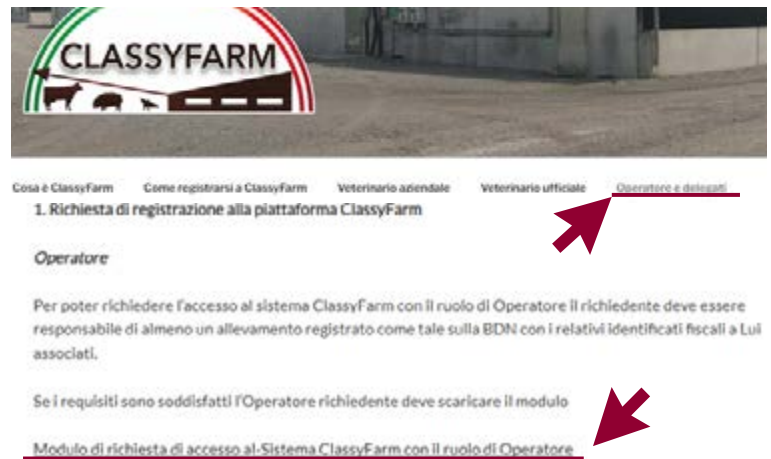 CLASSYFARM
Cosa è ClassyFarm Come registrarsi a ClassyFarm Veterinario aziendale Veterinario ufficiale Operatore e delegati
1. Richiesta di registrazione alla piattaforma ClassyFarm
Operatore
Per poter richiedere l'accesso al sistema ClassyFarm con il ruolo di Operatore il richiedente deve essere
responsabile di almeno un allevamento registrato come tale sulla BDN con i relativi identificati fiscali a Lui
associati.
Se i requisiti sono soddisfatti l'Operatore richiedente deve scaricare il modulo
Modulo di richiesta di accesso al-Sistema ClassyFarm con il ruolo di Operatore